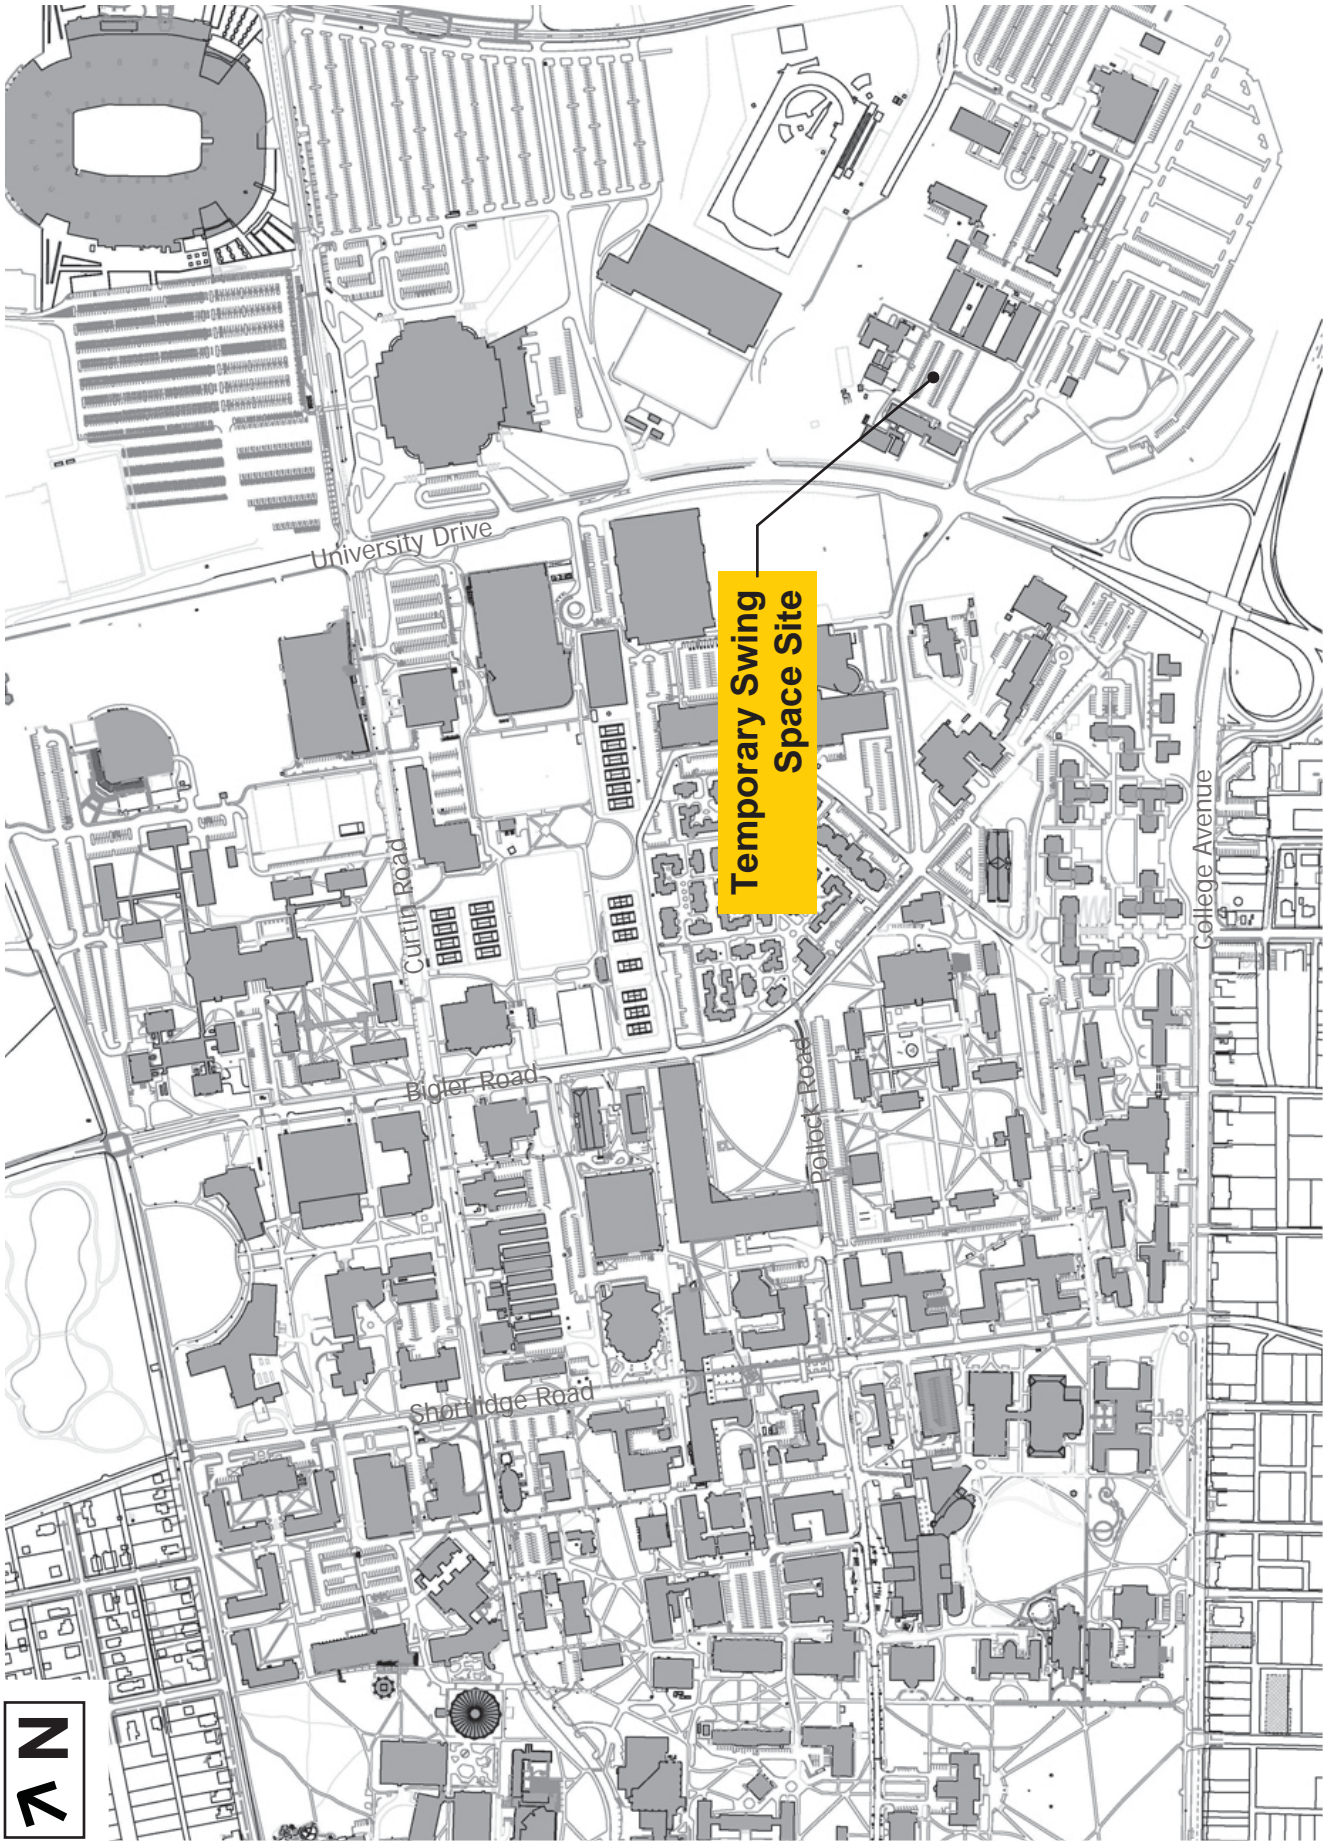 University Drive
Temporary Swing
Space Site
Curtin Road
College Avenue
Bigler Road
Pollock Road
Shortlidge Road
N